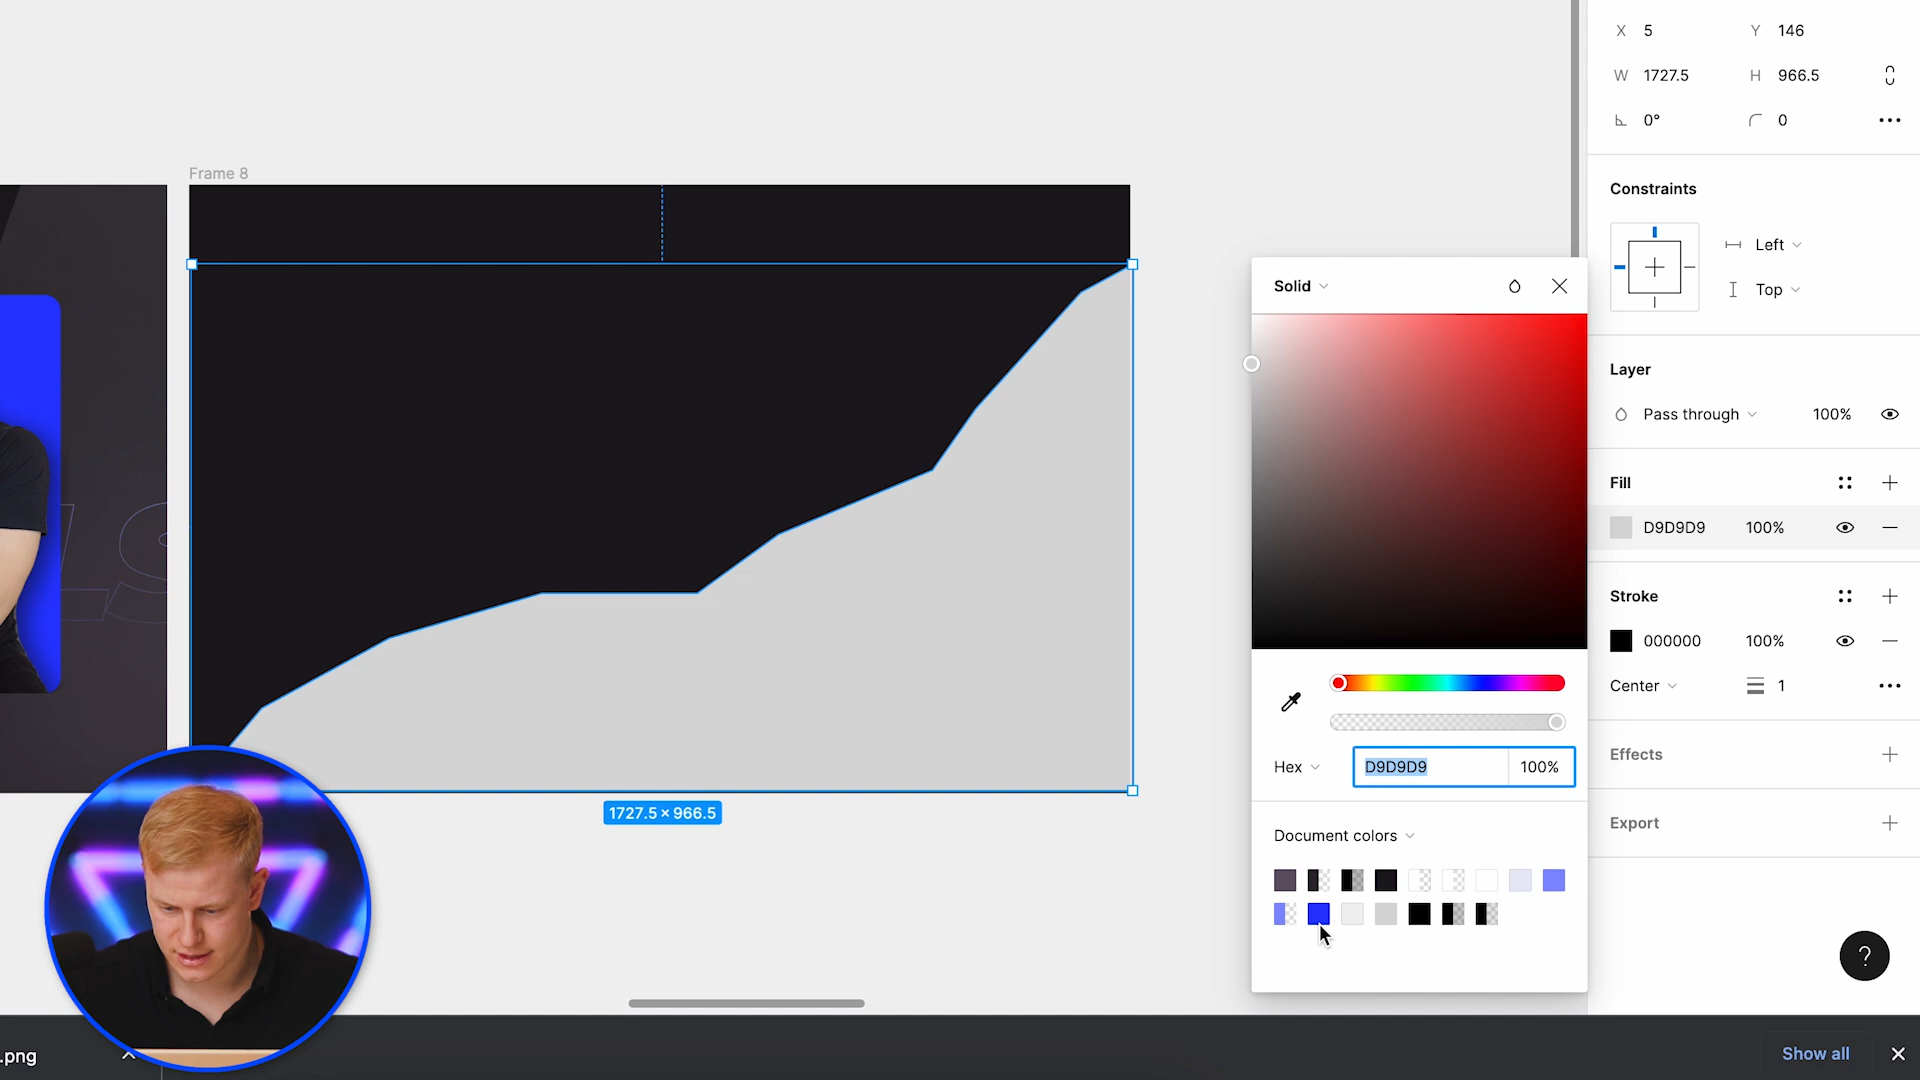 X 5 Y 146
W 1727.5 H 966.5
0° 0
Frame 8
Constraints
Left
Top
Solid
Layer
Pass through 100%
Fill
D9D9D9 100%
Stroke
000000 100%
Center 1
Hex D9D9D9 100%
Effects
1727.5 × 966.5
Export
Document colors
?
.png
Show all